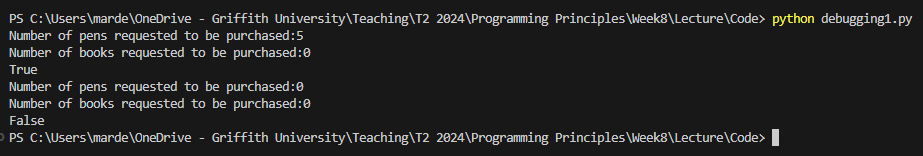 PS C:\Users\marde\OneDrive - Griffith University\Teaching\T2 2024\Programming Principles\Week8\Lecture\Code> python debugging1.py
Number of pens requested to be purchased:5
Number of books requested to be purchased:0
True
Number of pens requested to be purchased:0
Number of books requested to be purchased:0
False
PS C:\Users\marde\OneDrive - Griffith University\Teaching\T2 2024\Programming Principles\Week8\Lecture\Code>